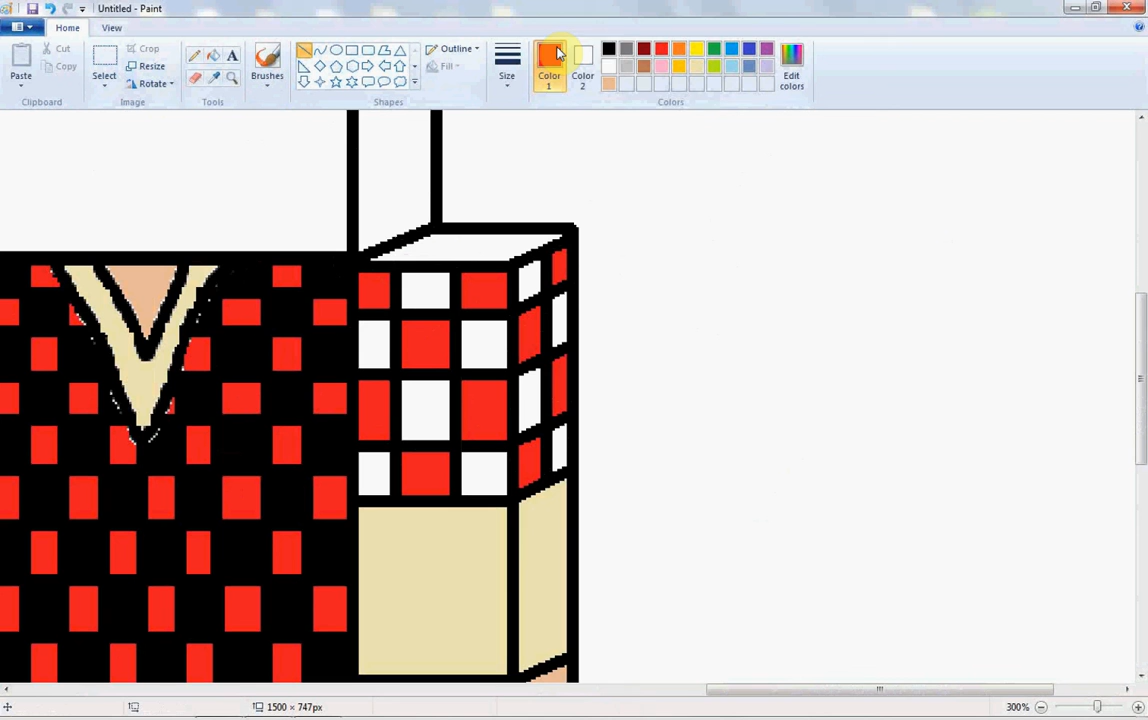 Untitled - Paint
Home
View
Paste
Cut
Copy
Clipboard
Select
Crop
Resize
Rotate
Image
A
Tools
Brushes
Outline
Fill
Shapes
Size
Color
1
Color
2
Edit
colors
Colors
1500 × 747px
300%